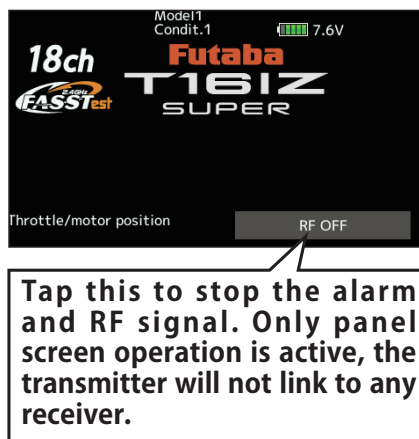 Model1
Condit.1
7.6V
18ch
Futaba
2.4GHz
FASSTest
T16IZ
SUPER
Throttle/motor position
RF OFF
Tap this to stop the alarm
and RF signal. Only panel
screen operation is active, the
transmitter will not link to any
receiver.